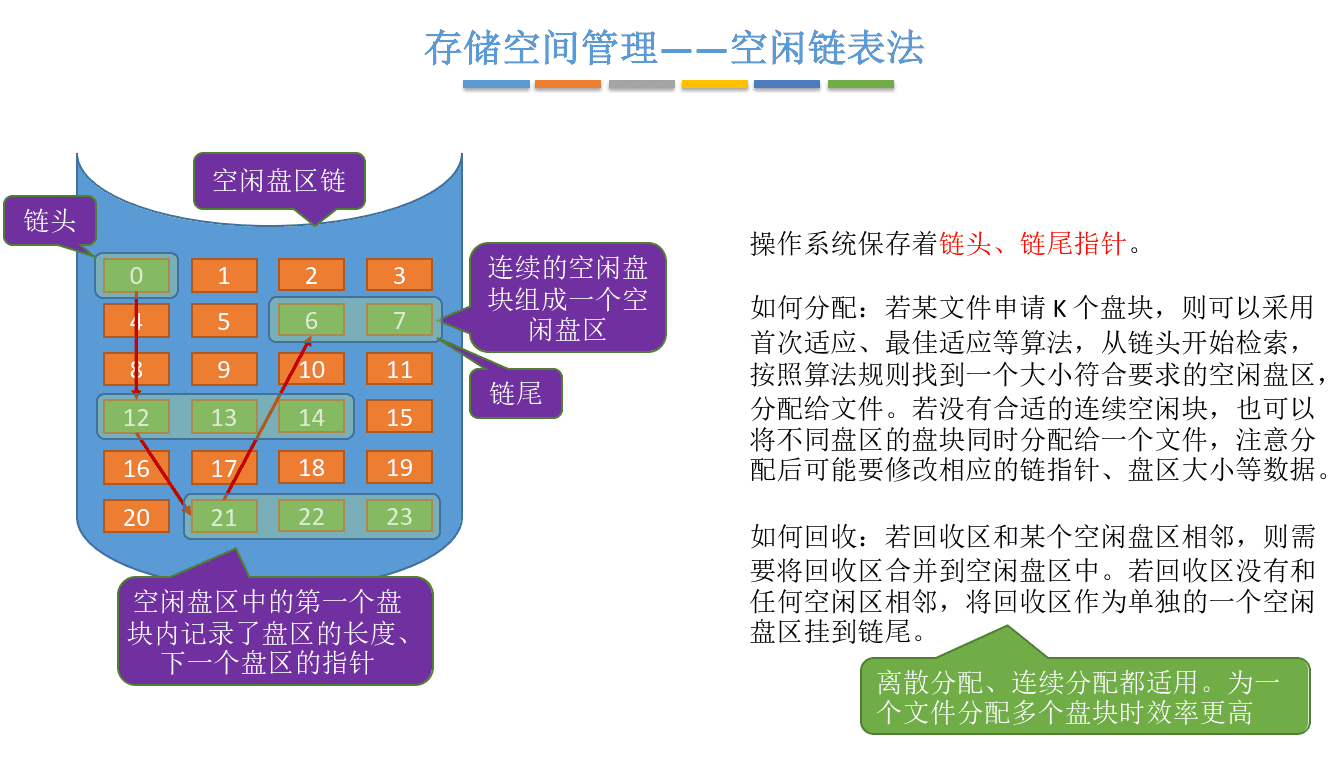 存储空间管理——空闲链表法
空闲盘区链
链头
0 1 2 3
4 5 6 7
8 9 10 11
12 13 14 15
16 17 18 19
20 21 22 23
连续的空闲盘
块组成一个空
闲盘区
链尾
空闲盘区中的第一个盘
块内记录了盘区的长度、
下一个盘区的指针
操作系统保存着链头、链尾指针。
如何分配：若某文件申请 K 个盘块，则可以采用
首次适应、最佳适应等算法，从链头开始检索，
按照算法规则找到一个大小符合要求的空闲盘区，
分配给文件。若没有合适的连续空闲块，也可以
将不同盘区的盘块同时分配给一个文件，注意分
配后可能要修改相应的链指针、盘区大小等数据。
如何回收：若回收区和某个空闲盘区相邻，则需
要将回收区合并到空闲盘区中。若回收区没有和
任何空闲区相邻，将回收区作为单独的一个空闲
盘区挂到链尾。
离散分配、连续分配都适用。为一
个文件分配多个盘块时效率更高